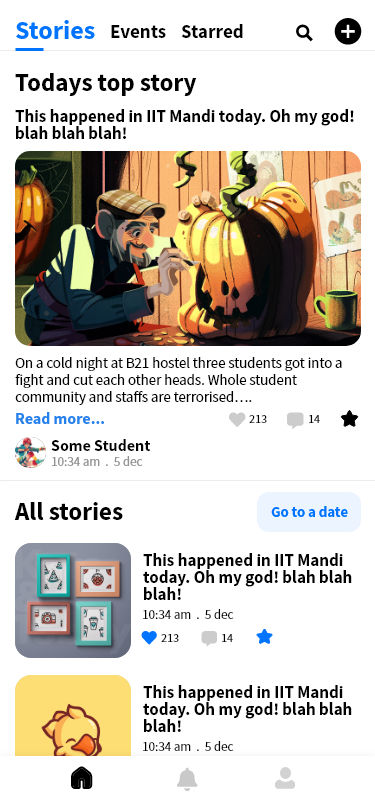 Stories Events Starred
Todays top story
This happened in IIT Mandi today. Oh my god!
blah blah blah!
On a cold night at B21 hostel three students got into a
fight and cut each other heads. Whole student
community and staffs are terrorised….
Read more... 213 14
Some Student
10:34 am . 5 dec
All stories Go to a date
This happened in IIT Mandi
today. Oh my god! blah blah
blah!
10:34 am . 5 dec
213 14
This happened in IIT Mandi
today. Oh my god! blah blah
blah!
10:34 am . 5 dec